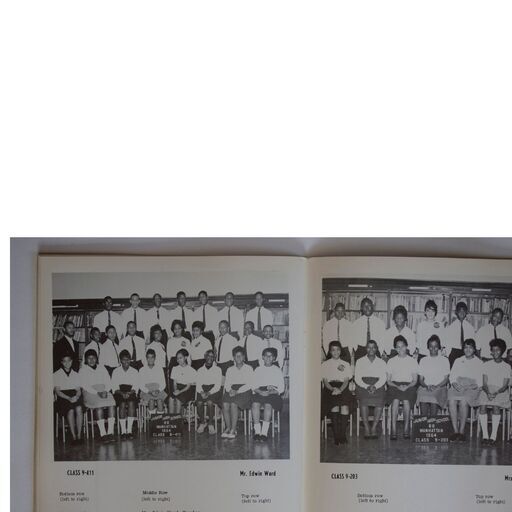 89
MANHATTAN
1964
CLASS 9-411
CLASS 9-411
Mr. Edwin Ward
Bottom row
(left to right)
Middle Row
(left to right)
Top row
(left to right)
89
MANHATTAN
1964
CLASS 9-203
CLASS 9-203
Mrs
Bottom row
(left to right)
Top row
(left to right)